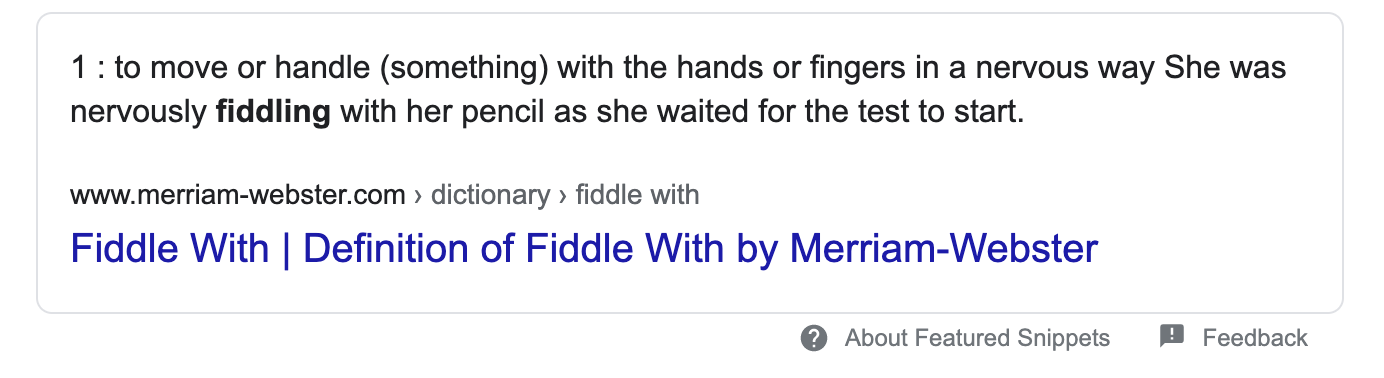 1 : to move or handle (something) with the hands or fingers in a nervous way She was
nervously fiddling with her pencil as she waited for the test to start.
www.merriam-webster.com › dictionary › fiddle with
Fiddle With | Definition of Fiddle With by Merriam-Webster
About Featured Snippets Feedback